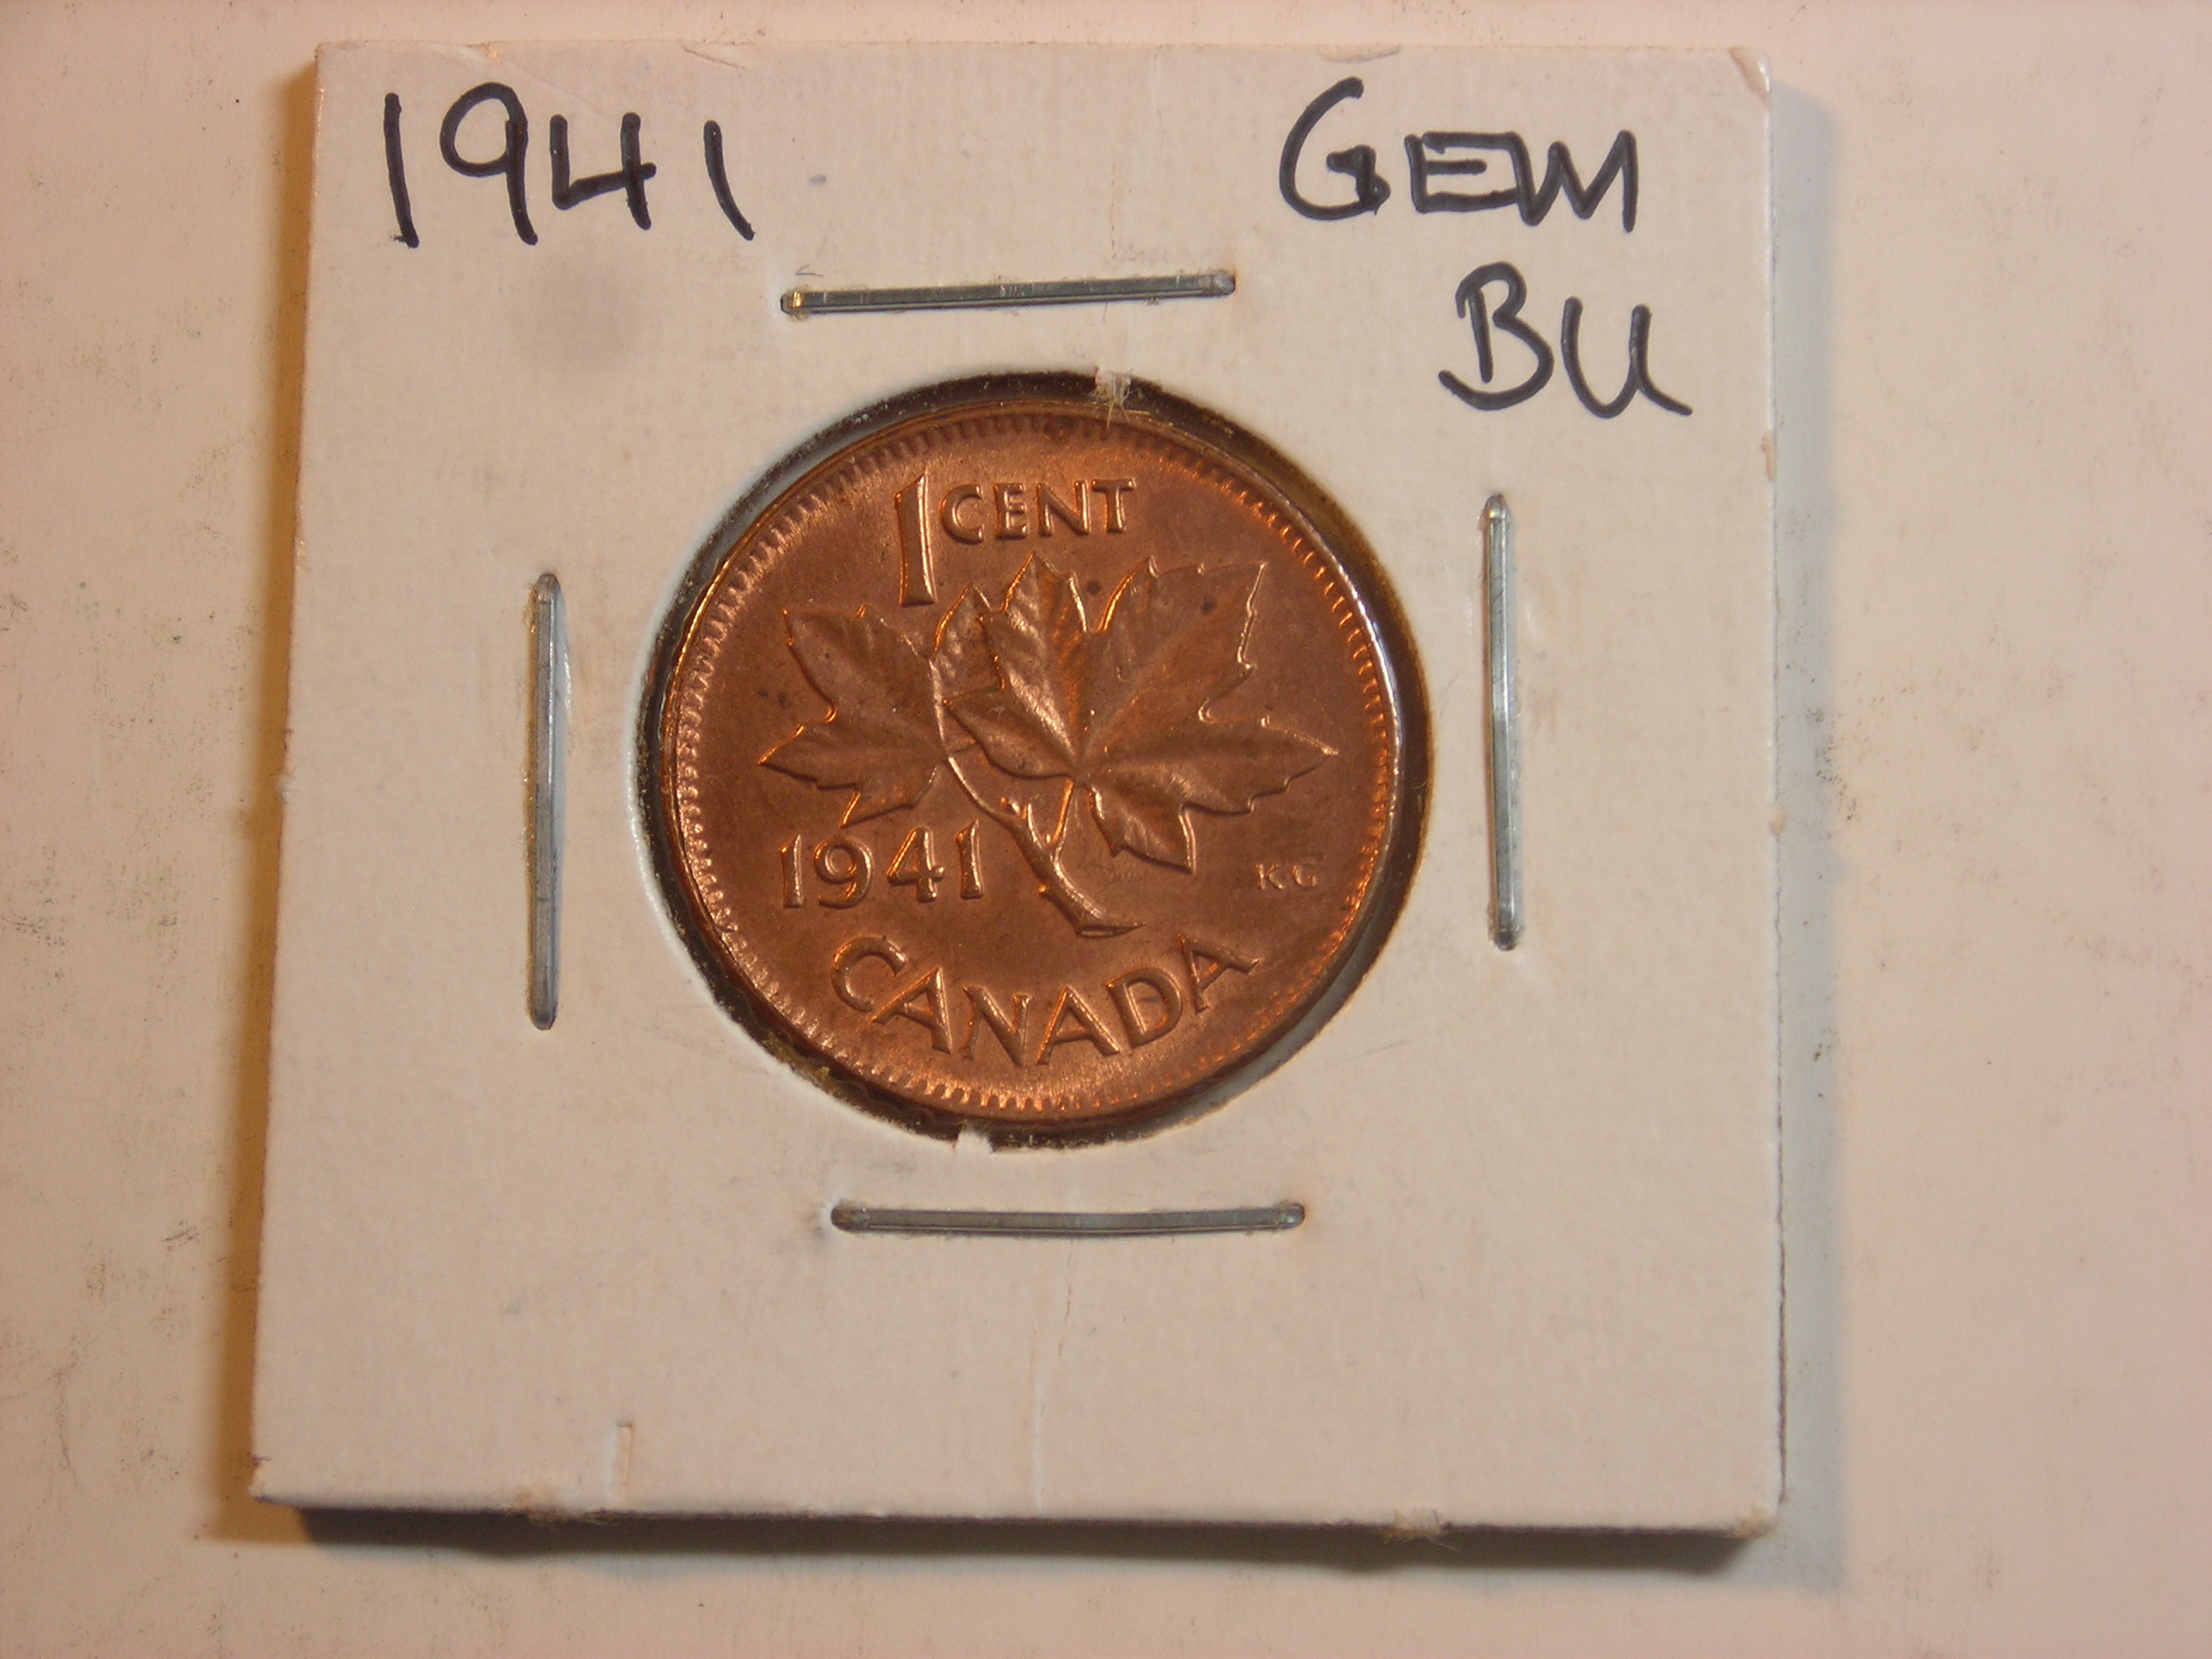 1941 GEM
BU
1 CENT
1941 KG
CANADA